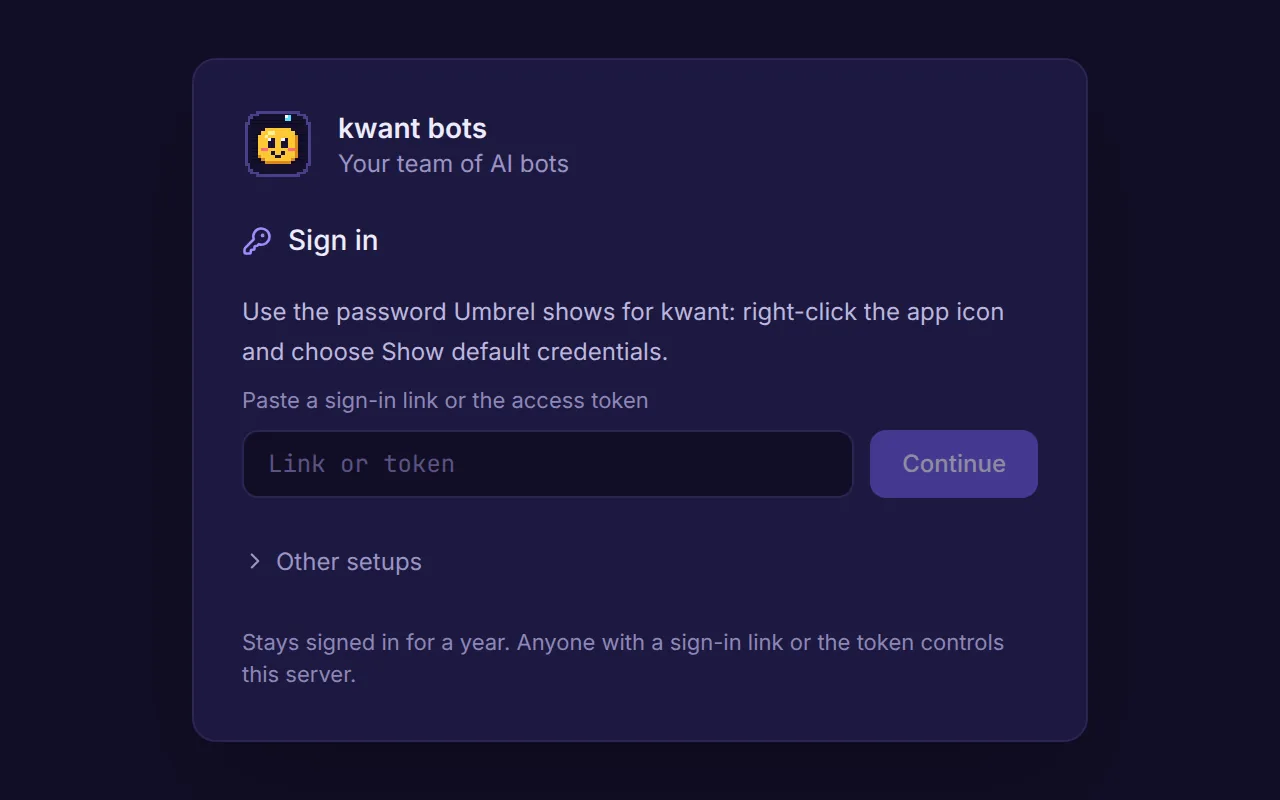 kwant bots
Your team of AI bots
Sign in
Use the password Umbrel shows for kwant: right-click the app icon
and choose Show default credentials.
Paste a sign-in link or the access token
Link or token
Continue
Other setups
Stays signed in for a year. Anyone with a sign-in link or the token controls
this server.